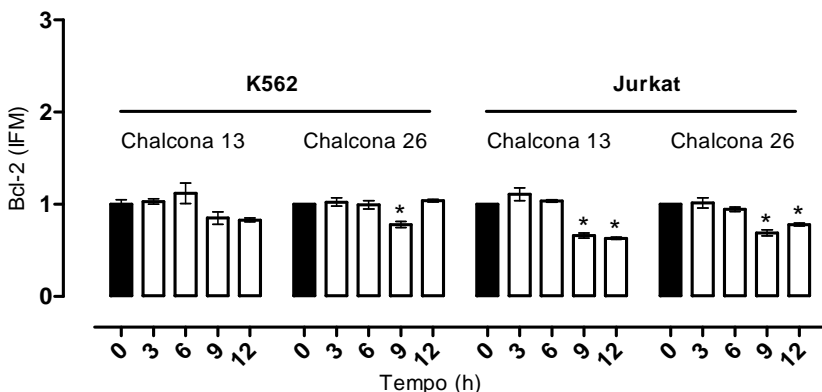 3
2
1
0
Bcl-2 (IFM)
K562
Jurkat
Chalcona 13
Chalcona 26
Chalcona 13
Chalcona 26
*
* *
* *
0 3 6 9 12 0 3 6 9 12 0 3 6 9 12 0 3 6 9 12
Tempo (h)